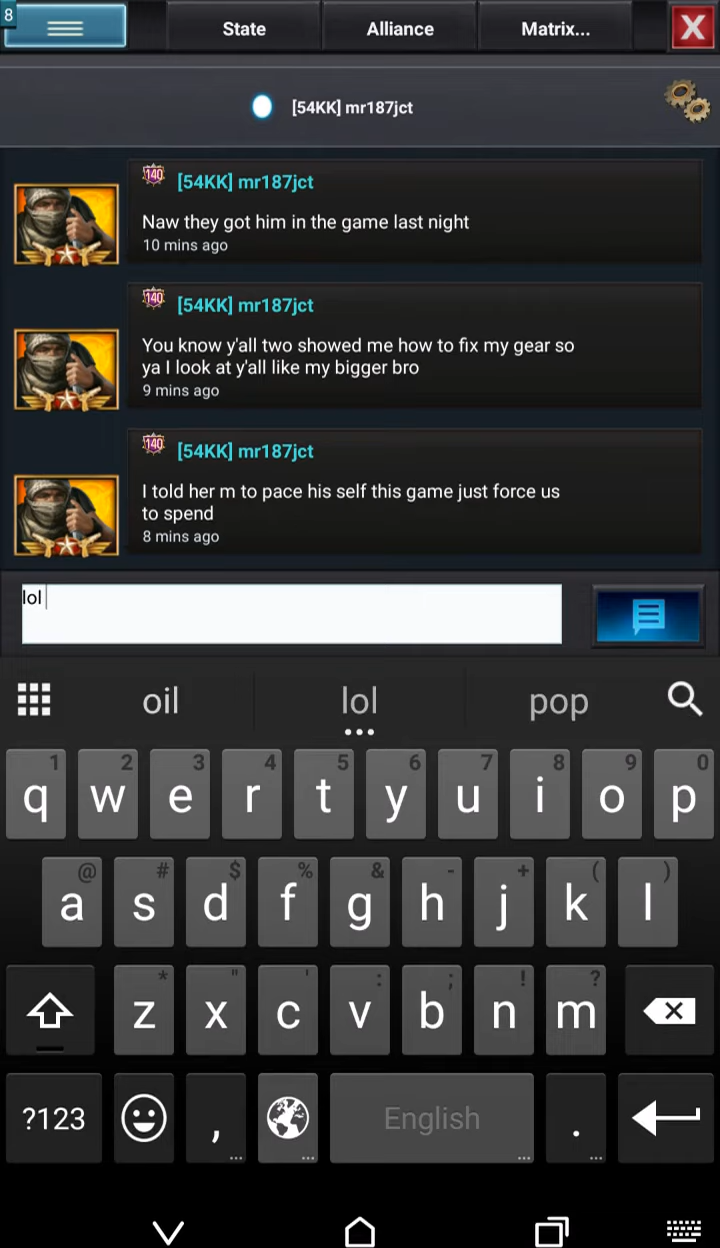 8
State
Alliance
Matrix...
X
[54KK] mr187jct
140 [54KK] mr187jct
Naw they got him in the game last night
10 mins ago
140 [54KK] mr187jct
You know y'all two showed me how to fix my gear so
ya I look at y'all like my bigger bro
9 mins ago
140 [54KK] mr187jct
I told her m to pace his self this game just force us
to spend
8 mins ago
lol
oil lol pop
1 2 3 4 5 6 7 8 9 0
q w e r t y u i o p
@ # $ % & - + ( )
a s d f g h j k l
* " ' : ; ! ?
z x c v b n m
?123 , English .